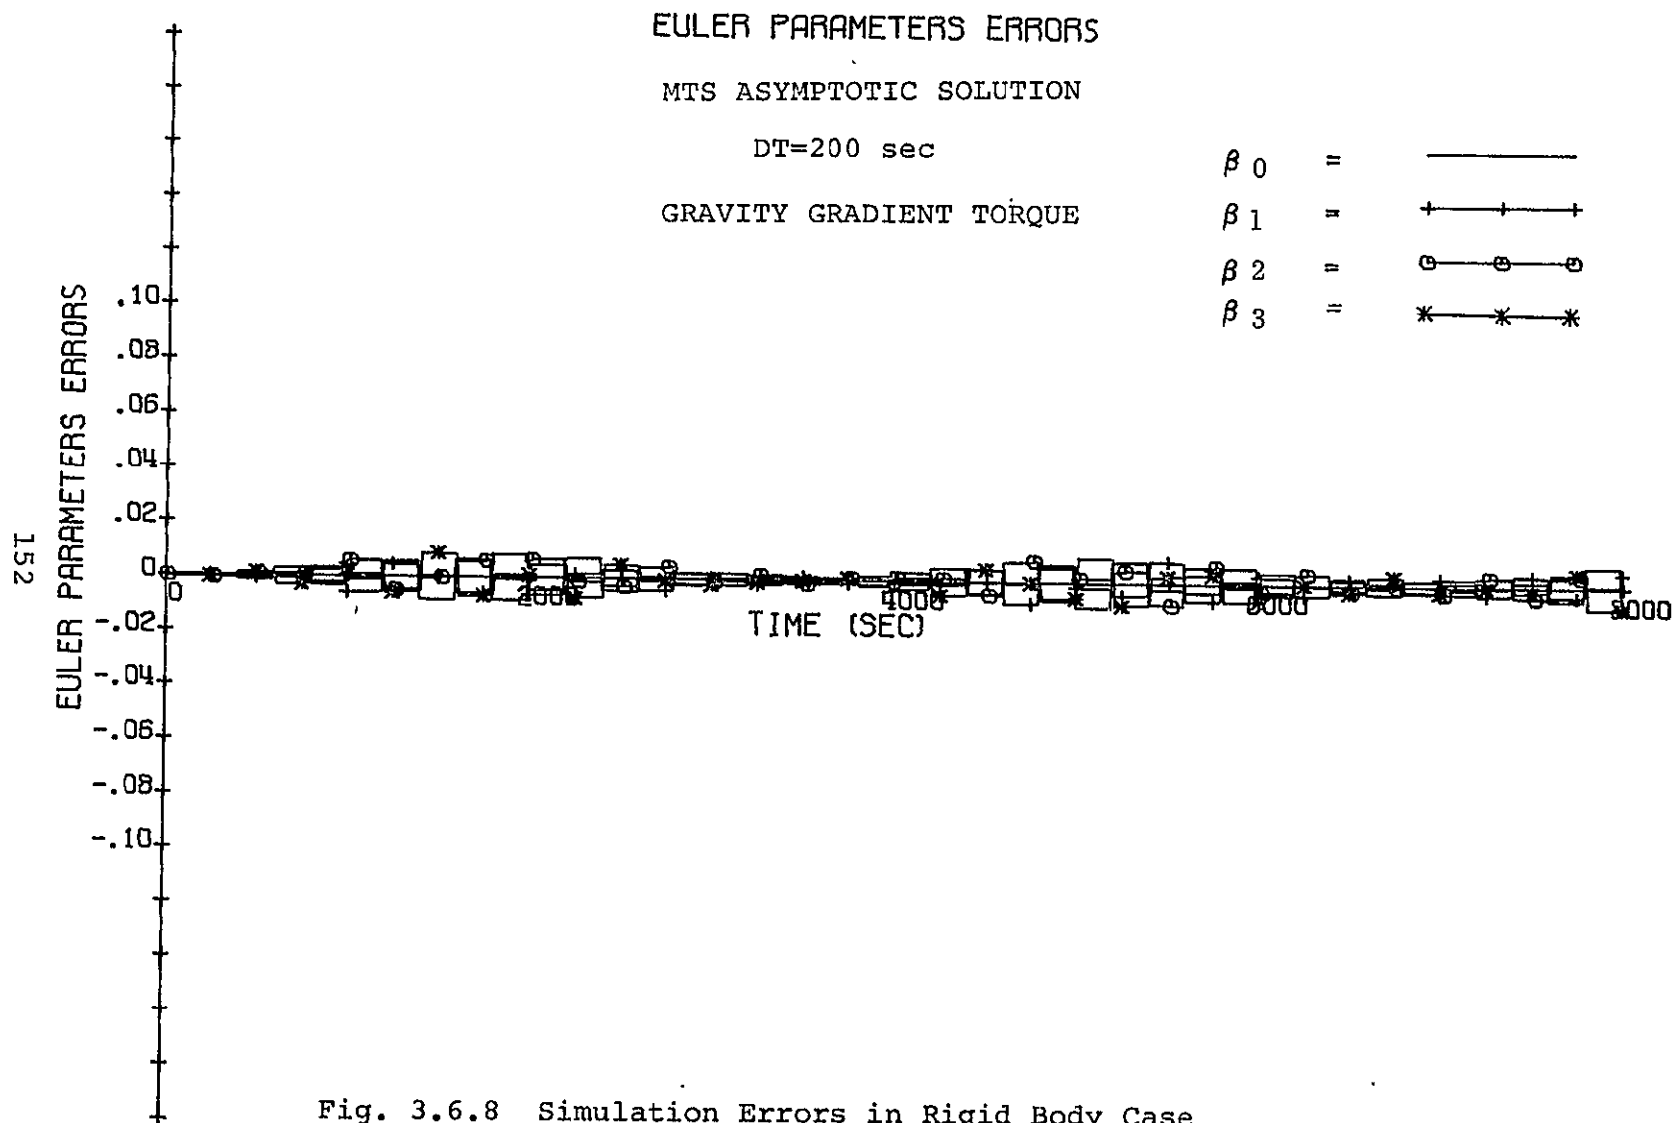 EULER PARAMETERS ERRORS
MTS ASYMPTOTIC SOLUTION
DT=200 sec
GRAVITY GRADIENT TORQUE
β 0 =
β 1 =
β 2 =
β 3 =
EULER PARAMETERS ERRORS
.10
.08
.06
.04
.02
0
-.02
-.04
-.06
-.08
-.10
0 2000 4000 6000 8000
TIME (SEC)
152
Fig. 3.6.8 Simulation Errors in Rigid Body Case